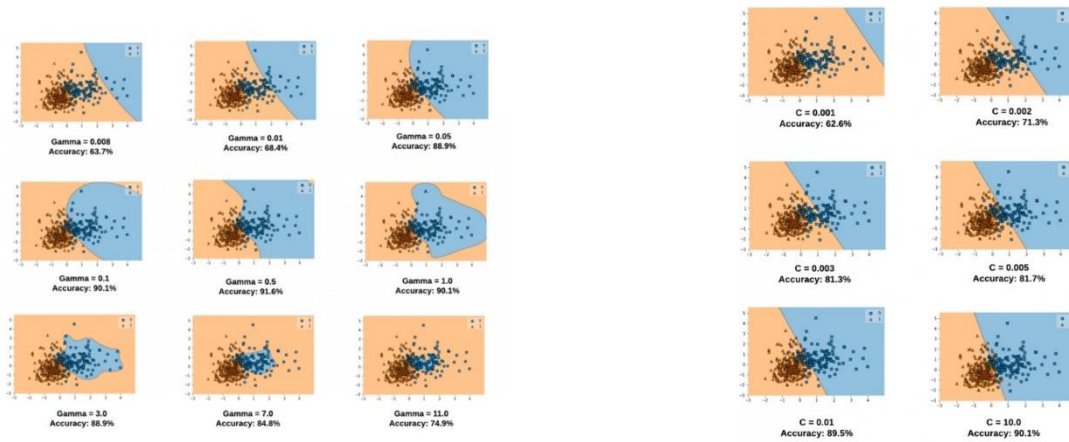 Gamma = 0.008
Accuracy: 63.7%
Gamma = 0.01
Accuracy: 68.4%
Gamma = 0.05
Accuracy: 88.9%
Gamma = 0.1
Accuracy: 90.1%
Gamma = 0.5
Accuracy: 91.6%
Gamma = 1.0
Accuracy: 90.1%
Gamma = 3.0
Accuracy: 88.9%
Gamma = 7.0
Accuracy: 84.8%
Gamma = 11.0
Accuracy: 74.9%
C = 0.001
Accuracy: 62.6%
C = 0.002
Accuracy: 71.3%
C = 0.003
Accuracy: 81.3%
C = 0.005
Accuracy: 81.7%
C = 0.01
Accuracy: 89.5%
C = 10.0
Accuracy: 90.1%